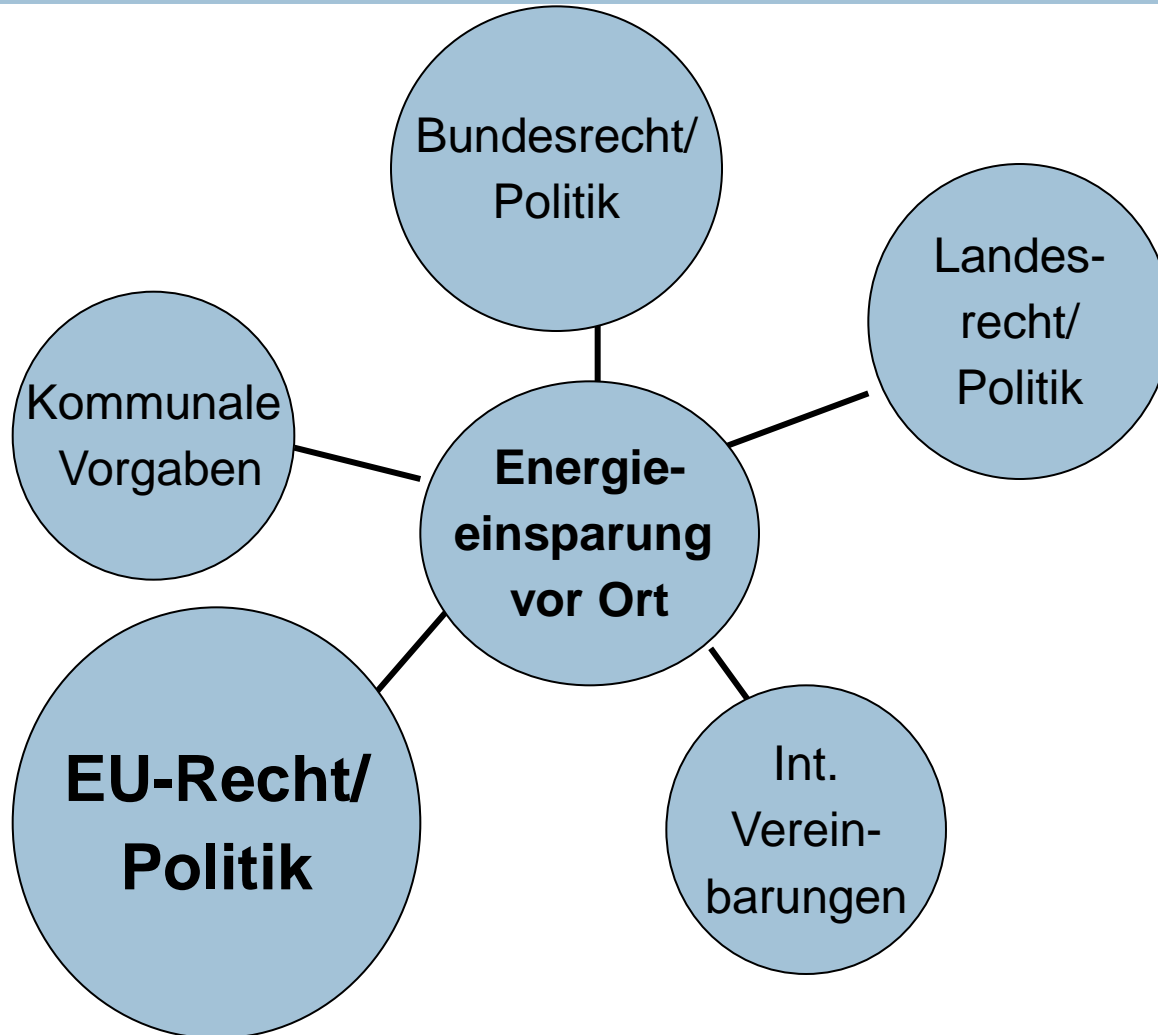 Bundesrecht/
Politik
Landes-
recht/
Politik
Kommunale
Vorgaben
Energie-
einsparung
vor Ort
EU-Recht/
Politik
Int.
Verein-
barungen